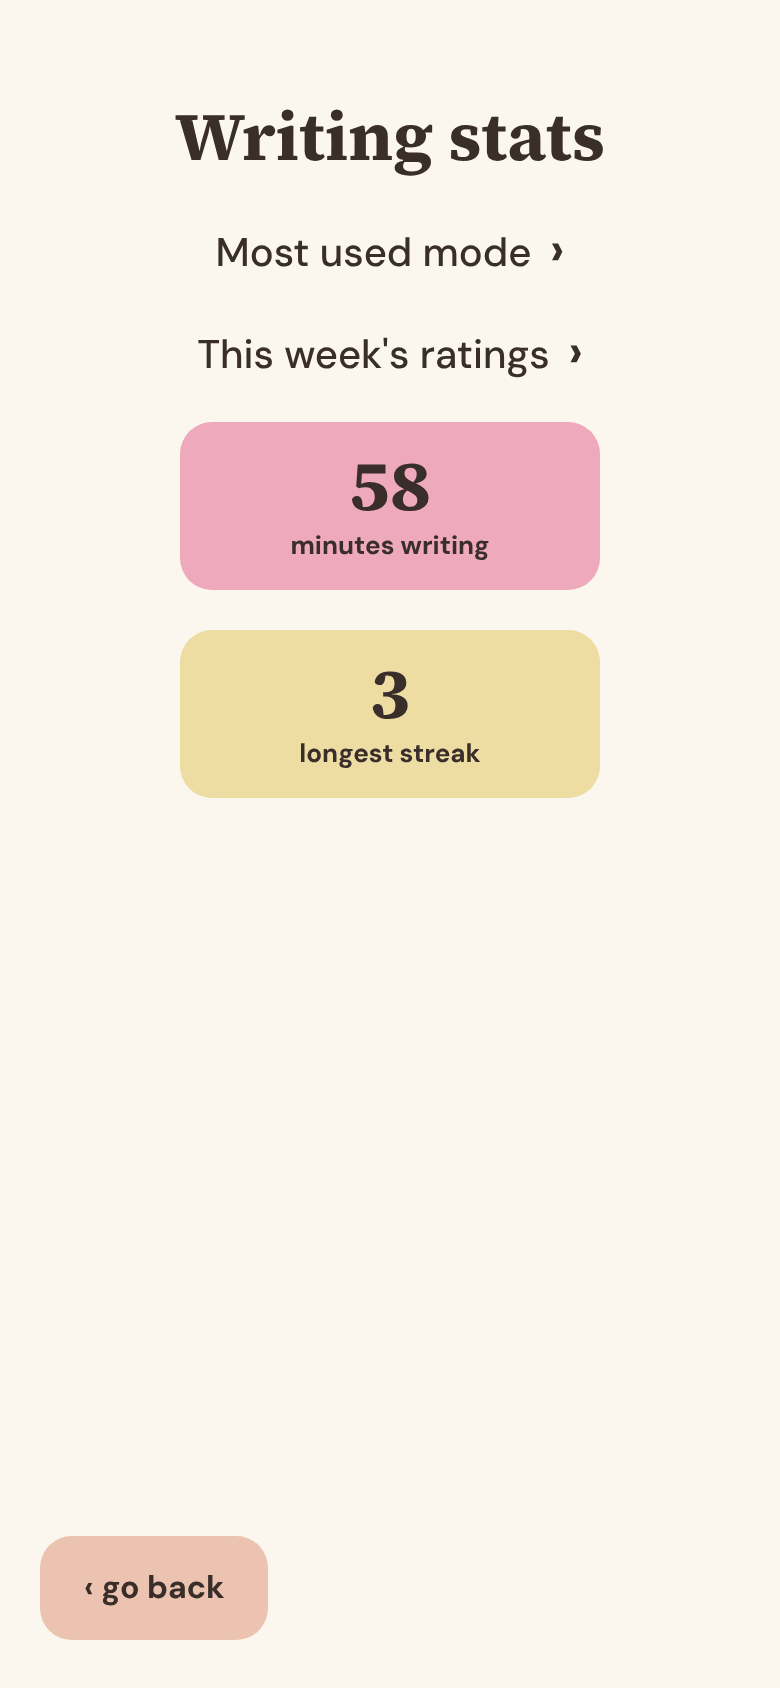 Writing stats
Most used mode ›
This week's ratings ›
58
minutes writing
3
longest streak
‹ go back